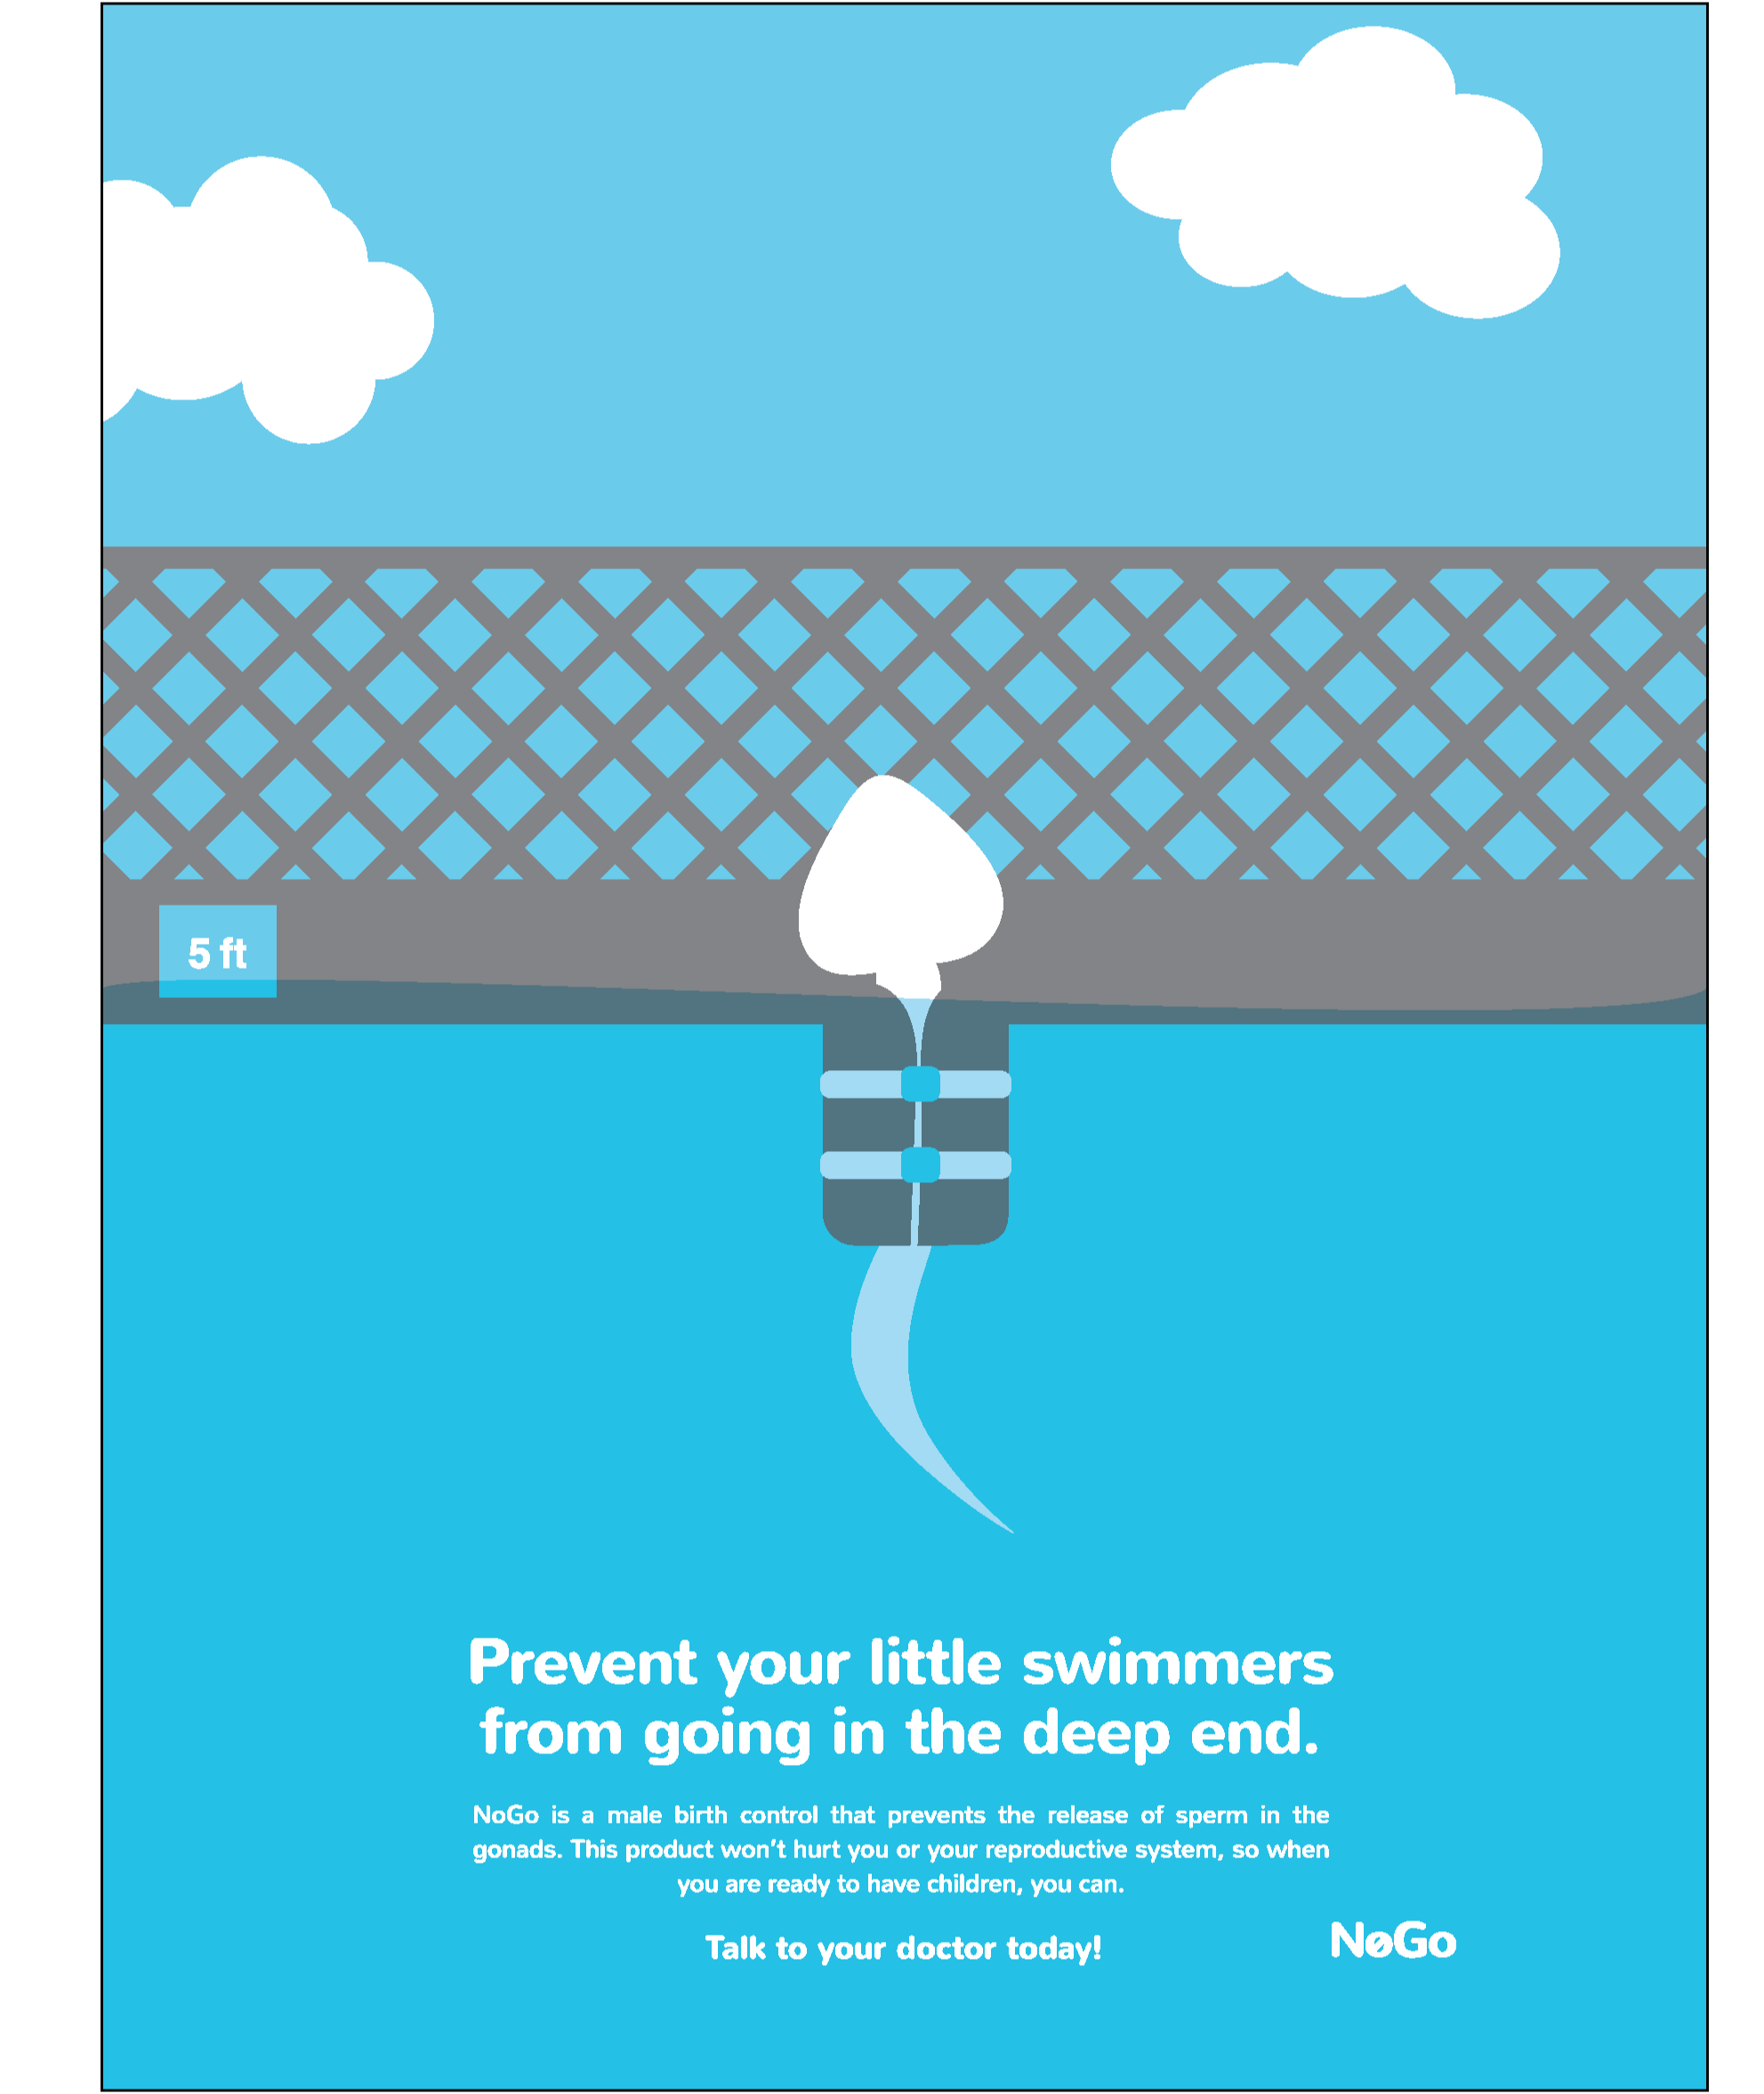 5 ft
Prevent your little swimmers
from going in the deep end.
NoGo is a male birth control that prevents the release of sperm in the
gonads. This product won’t hurt you or your reproductive system, so when
you are ready to have children, you can.
Talk to your doctor today!
NøGo